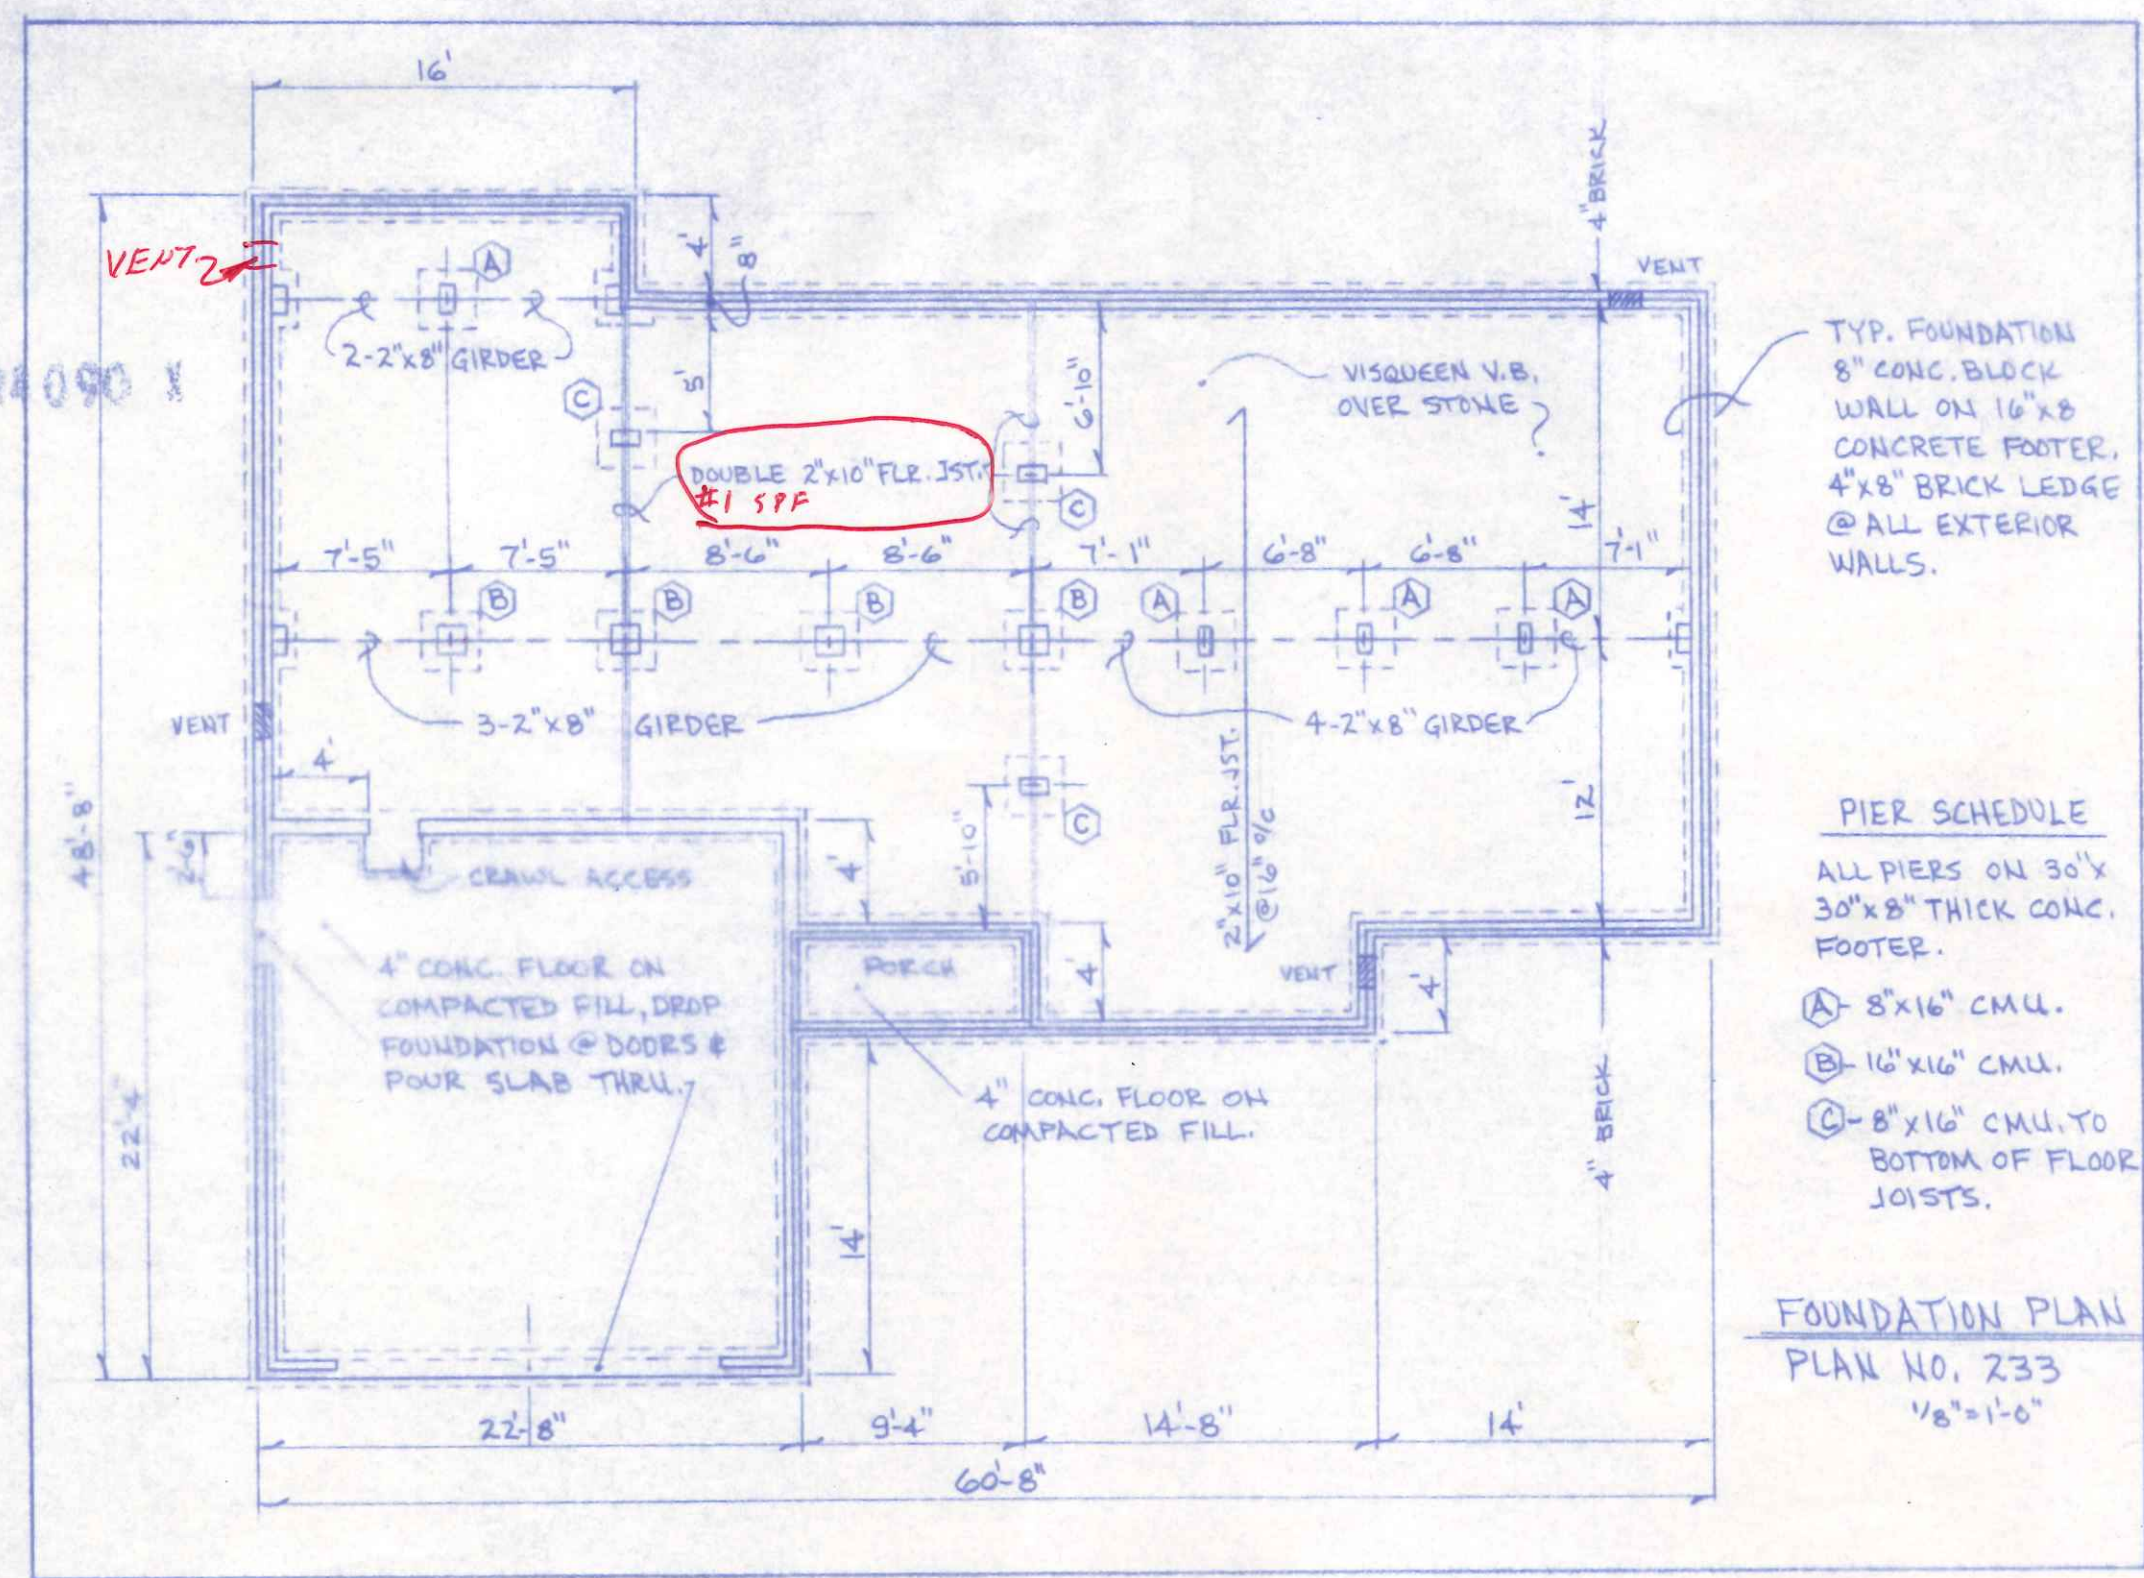 16'
4" BRICK
VENT
A
4'
8"
VENT
2-2"x8" GIRDER
C
5'
6'-10"
VISQUEEN V.B.
OVER STONE
TYP. FOUNDATION
8" CONC. BLOCK
WALL ON 16"x8
CONCRETE FOOTER.
4"x8" BRICK LEDGE
@ ALL EXTERIOR
WALLS.
DOUBLE 2"x10" FLR. JST.
#1 SPF
C
14'
7'-5"
7'-5"
8'-6"
8'-6"
7'-1"
6'-8"
6'-8"
7'-1"
B
B
B
B
A
A
A
VENT
3-2"x8" GIRDER
4-2"x8" GIRDER
4'
2"x10" FLR. JST.
@16" o/c
12'
48'-8"
C
5'-10"
4'
CRAWL ACCESS
22'-4"
4" CONC. FLOOR ON
COMPACTED FILL, DROP
FOUNDATION @ DOORS &
POUR SLAB THRU.
PORCH
4'
VENT
4'
4" CONC. FLOOR ON
COMPACTED FILL.
4" BRICK
14'
PIER SCHEDULE
ALL PIERS ON 30"x
30"x8" THICK CONC.
FOOTER.
A - 8"x16" CMU.
B - 16"x16" CMU.
C - 8"x16" CMU. TO
BOTTOM OF FLOOR
JOISTS.
22'-8"
9'-4"
14'-8"
14'
60'-8"
FOUNDATION PLAN
PLAN NO. 233
1/8"=1'-0"